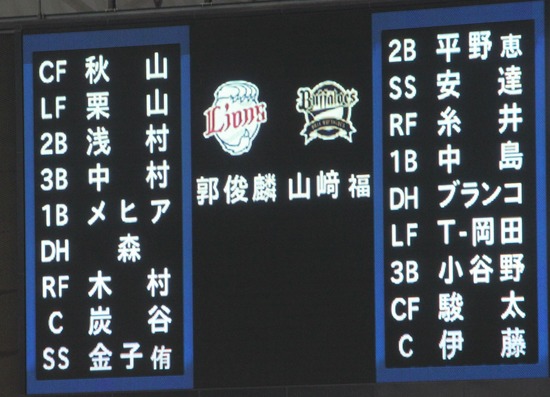 CF 秋山
LF 栗山
2B 浅村
3B 中村
1B メヒア
DH 森
RF 木村
C 炭谷
SS 金子侑
Lions
Buffaloes
郭俊麟 山﨑福
2B 平野恵
SS 安達
RF 糸井
1B 中島
DH ブランコ
LF T-岡田
3B 小谷野
CF 駿太
C 伊藤